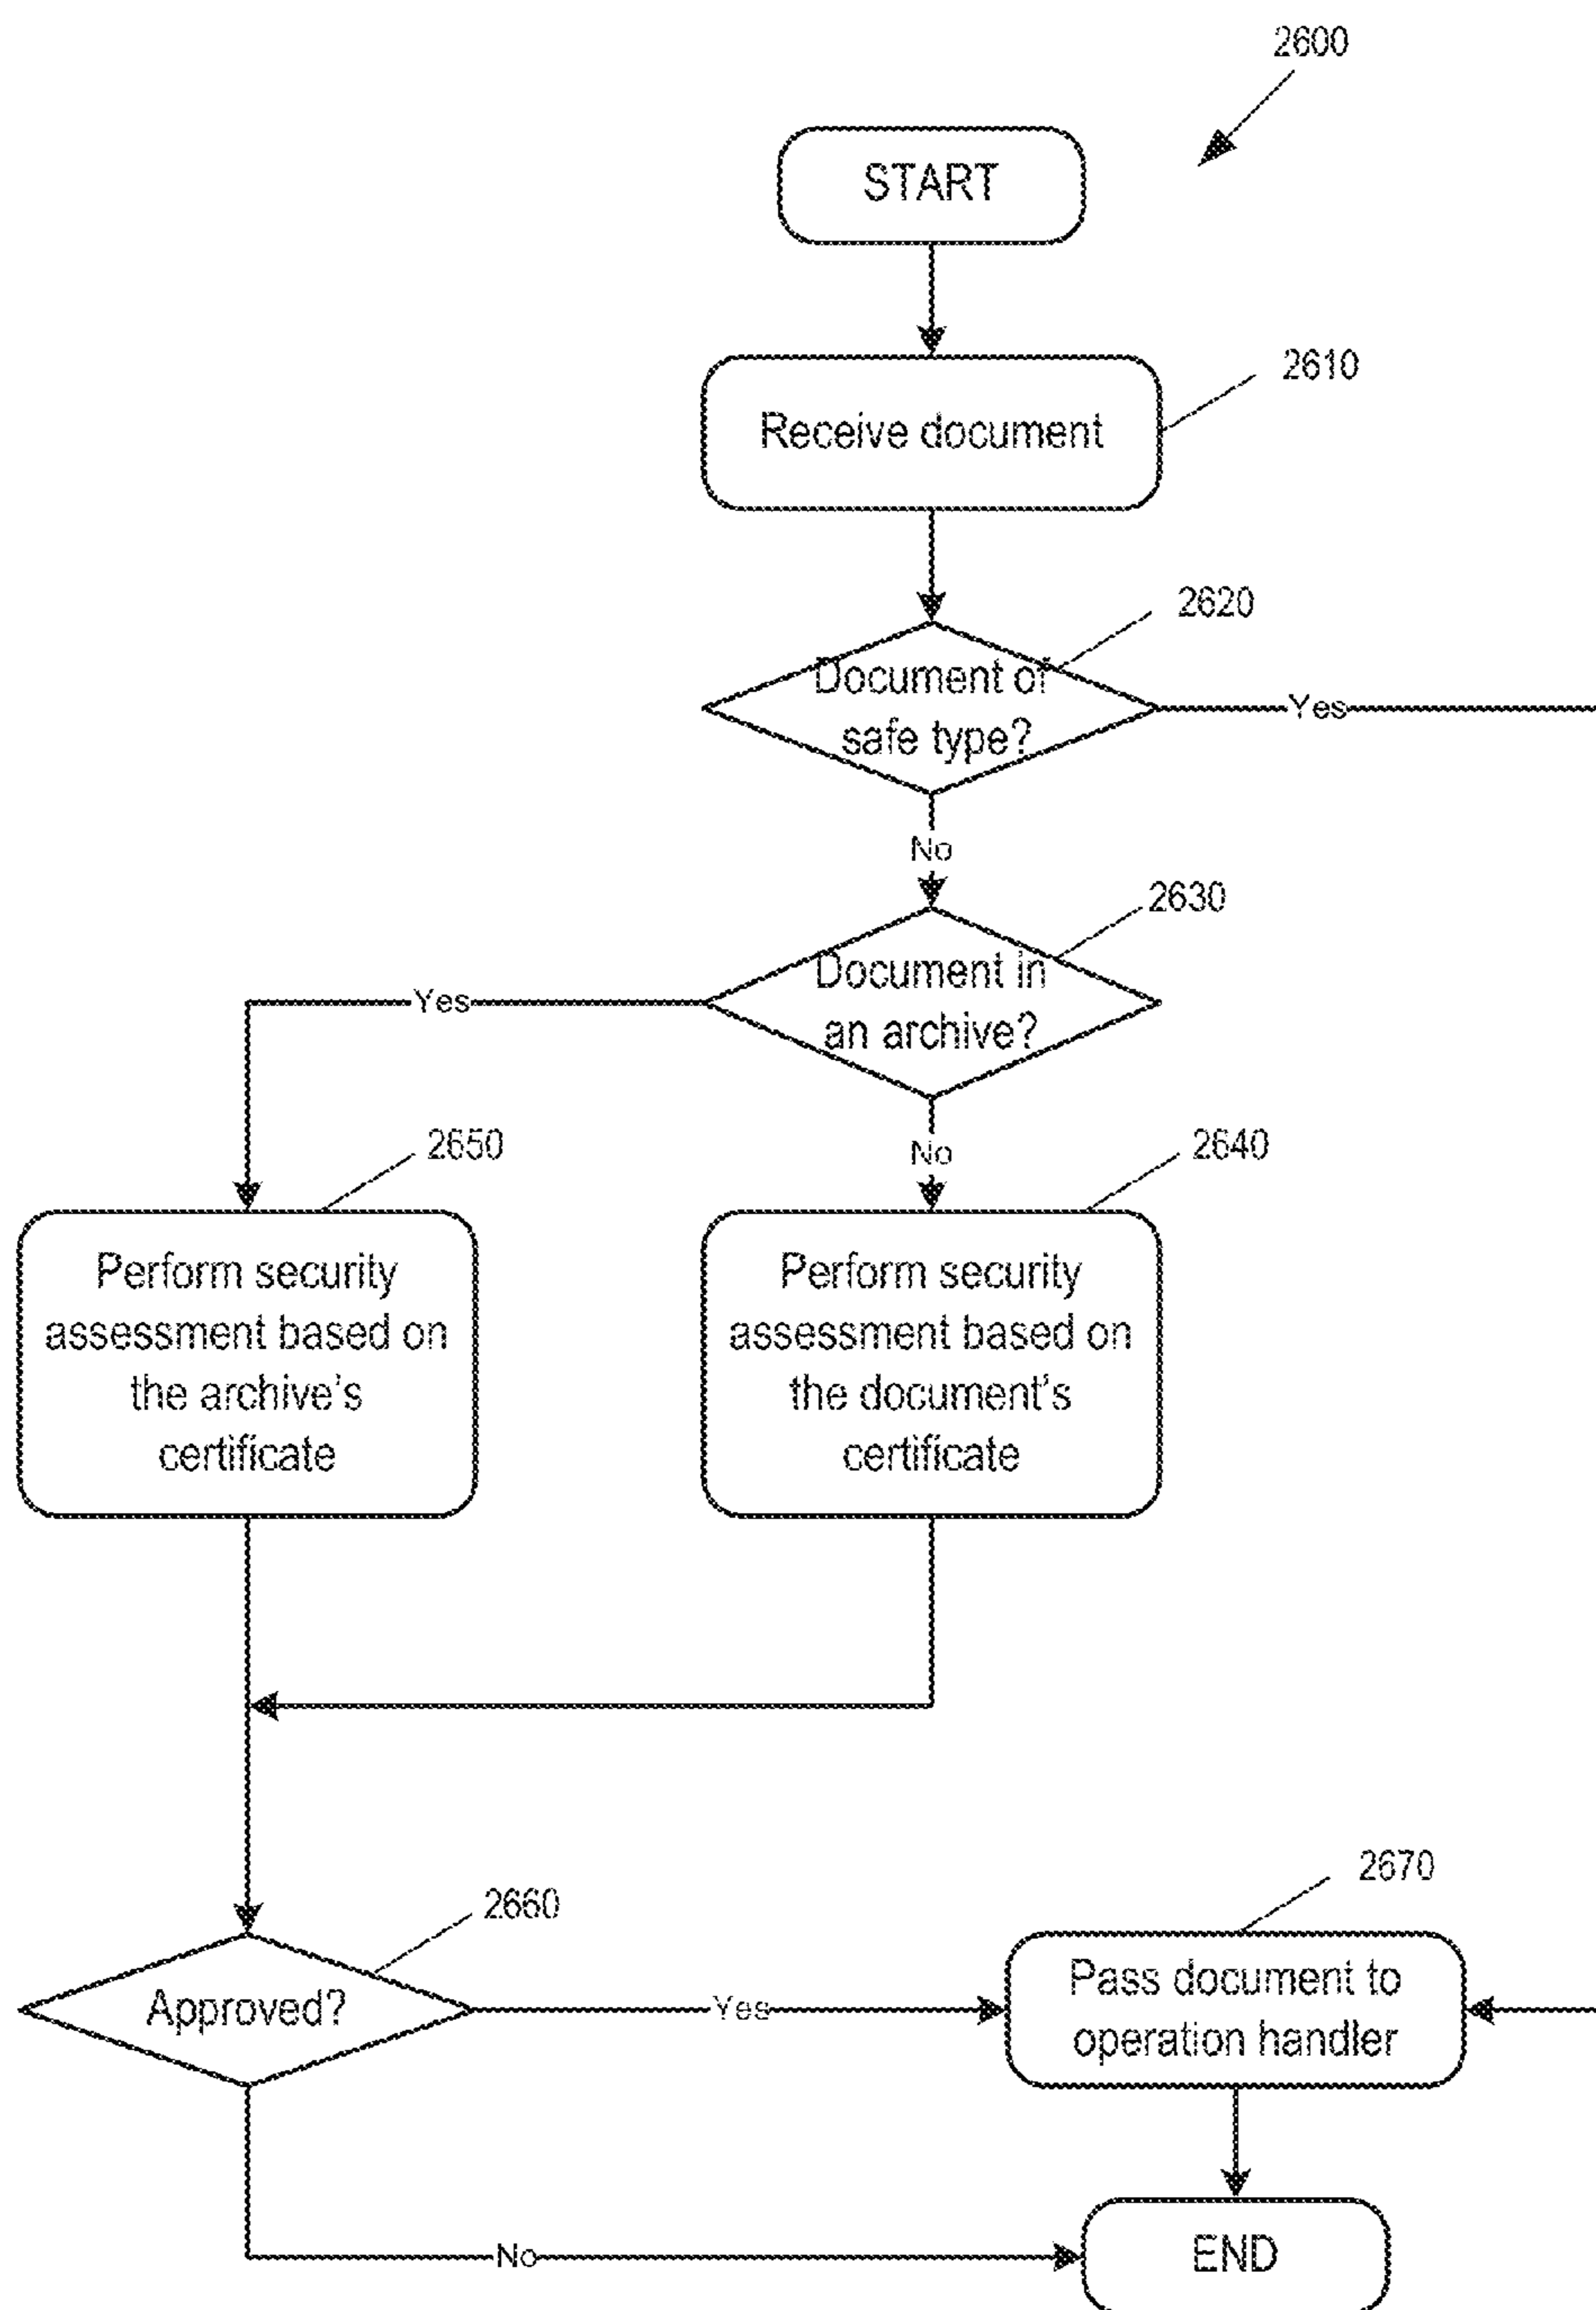 2600
START
2610
Receive document
2620
Document of
safe type?
Yes
No
2630
Document in
an archive?
Yes
No
2650
2640
Perform security
assessment based on
the archive's
certificate
Perform security
assessment based on
the document's
certificate
2660
2670
Approved?
Yes
Pass document to
operation handler
No
END